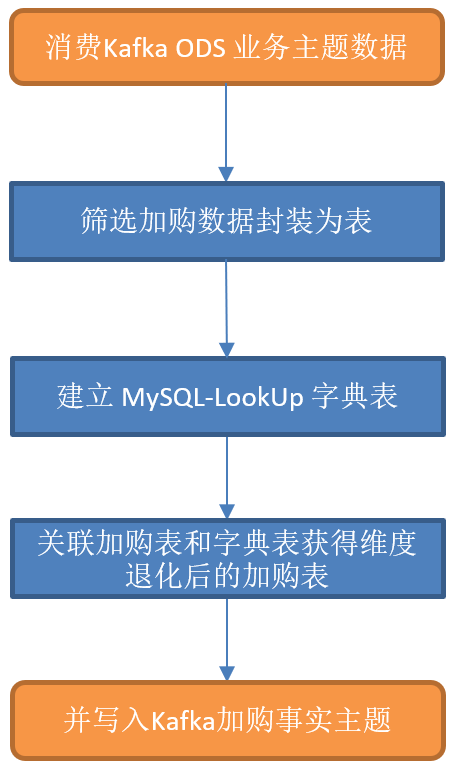 消费Kafka ODS 业务主题数据
筛选加购数据封装为表
建立 MySQL-LookUp 字典表
关联加购表和字典表获得维度
退化后的加购表
并写入Kafka加购事实主题